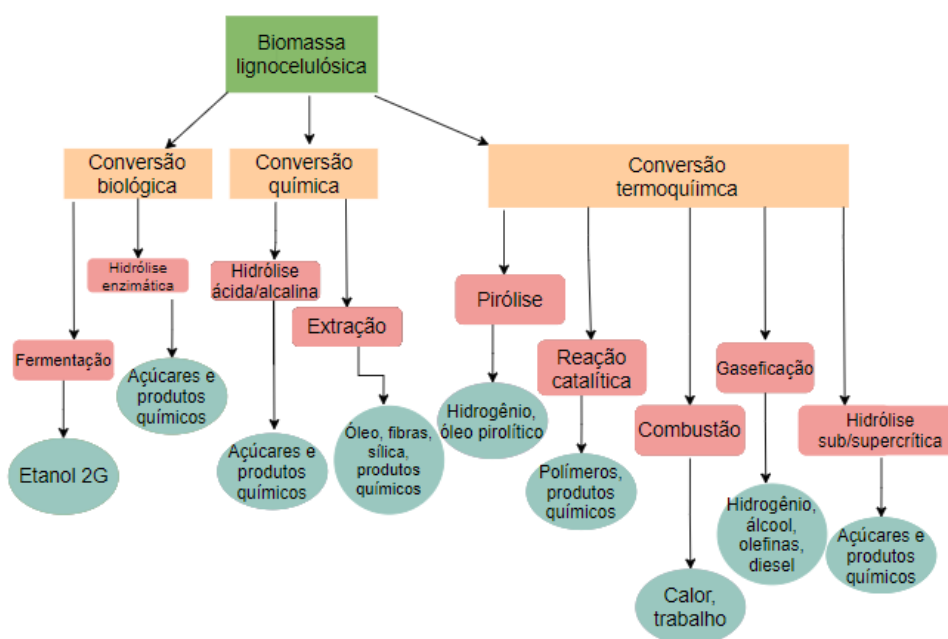 Biomassa
lignocelulósica
Conversão
biológica
Conversão
química
Conversão
termoquíimca
Hidrólise
enzimática
Hidrólise
ácida/alcalina
Pirólise
Extração
Fermentação
Reação
catalítica
Gaseficação
Combustão
Hidrólise
sub/supercrítica
Açúcares e
produtos
químicos
Etanol 2G
Açúcares e
produtos
químicos
Óleo, fibras,
sílica,
produtos
químicos
Hidrogênio,
óleo pirolítico
Polímeros,
produtos
químicos
Calor,
trabalho
Hidrogênio,
álcool,
olefinas,
diesel
Açúcares e
produtos
químicos